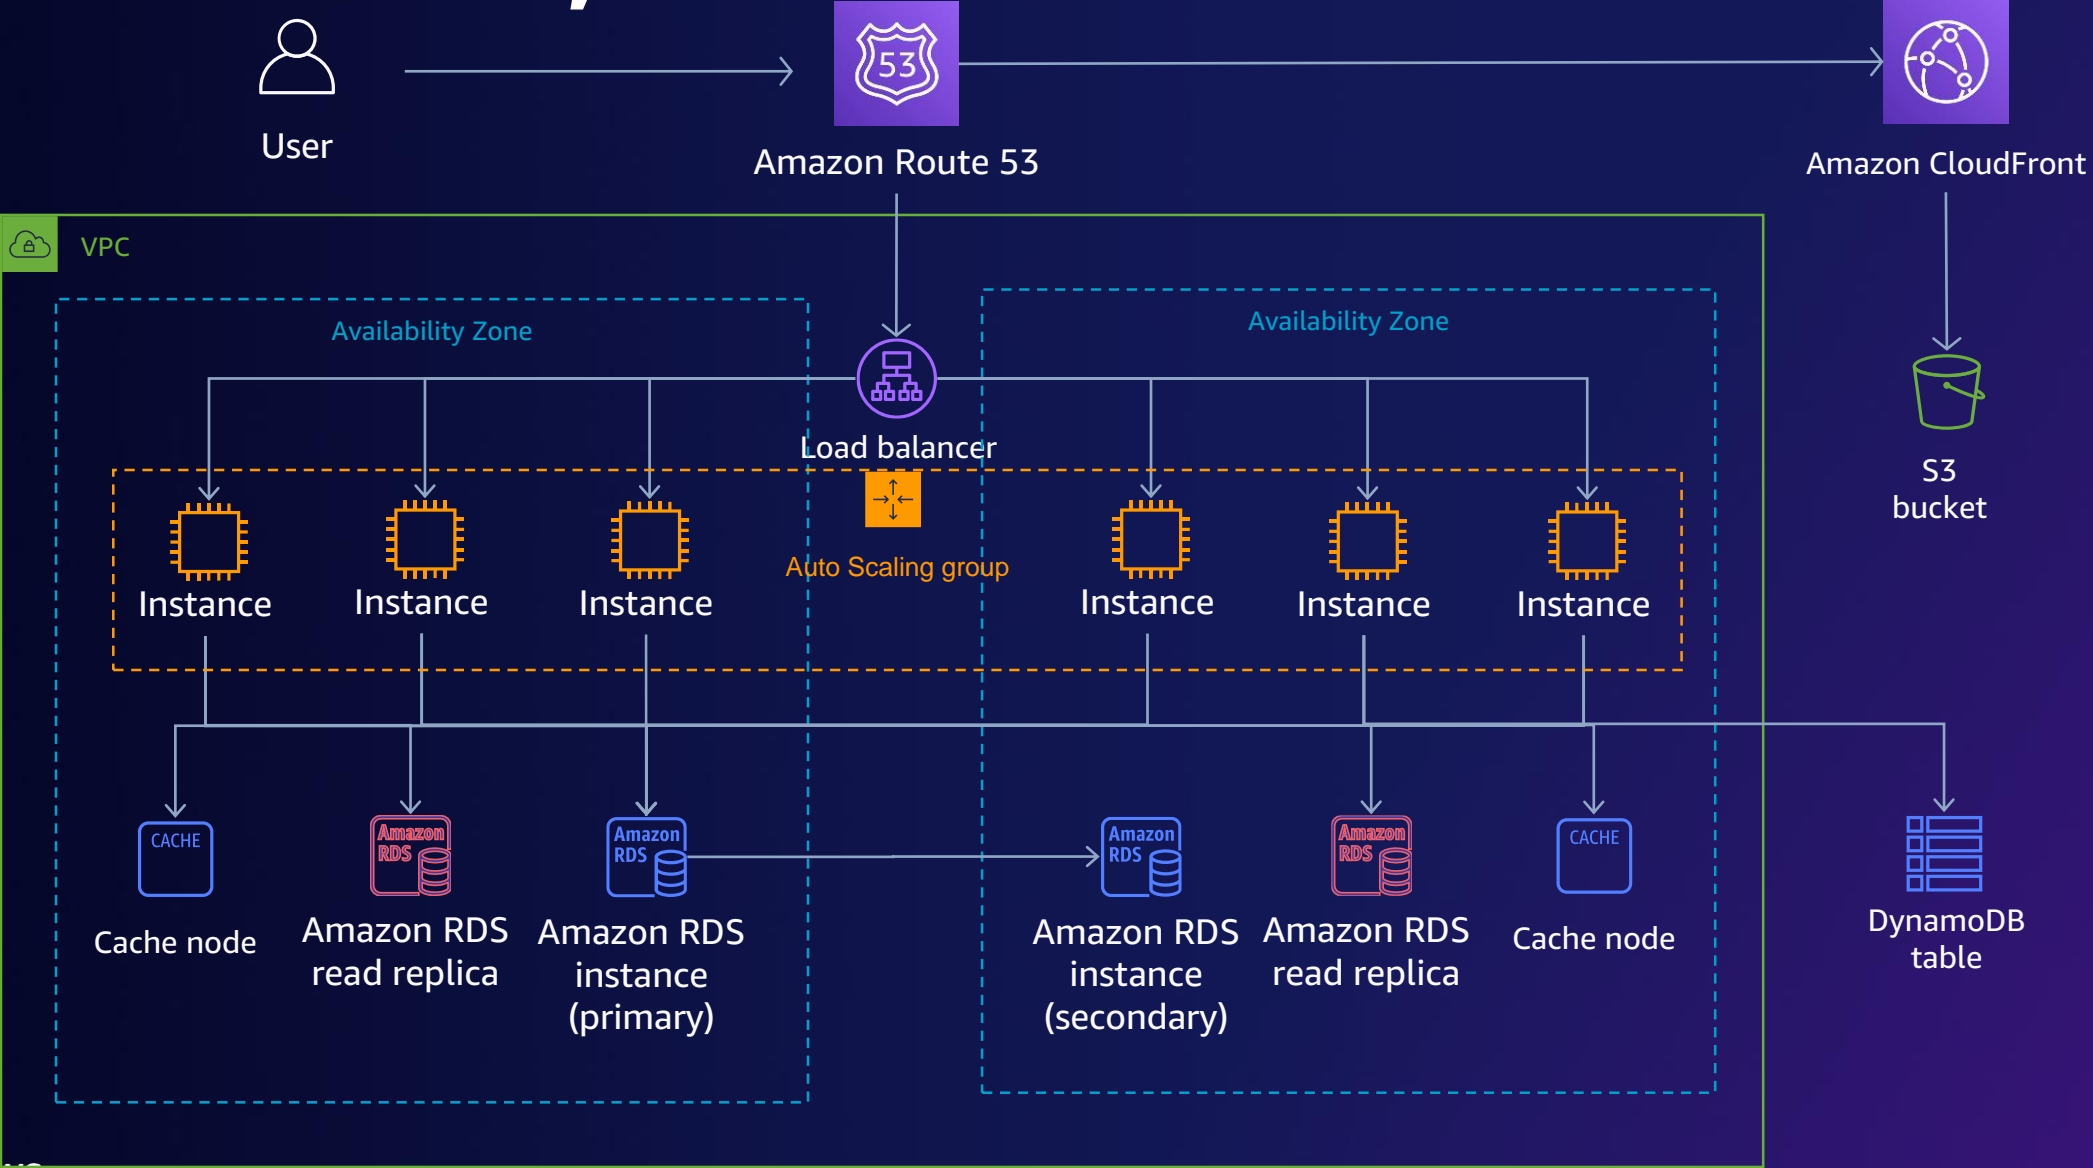 53
User
Amazon Route 53
Amazon CloudFront
VPC
Availability Zone
Availability Zone
Load balancer
S3
bucket
Auto Scaling group
Instance
Instance
Instance
Instance
Instance
Instance
CACHE
Amazon
RDS
Amazon
RDS
Amazon
RDS
Amazon
RDS
CACHE
Cache node
Amazon RDS
read replica
Amazon RDS
instance
(primary)
Amazon RDS
instance
(secondary)
Amazon RDS
read replica
Cache node
DynamoDB
table